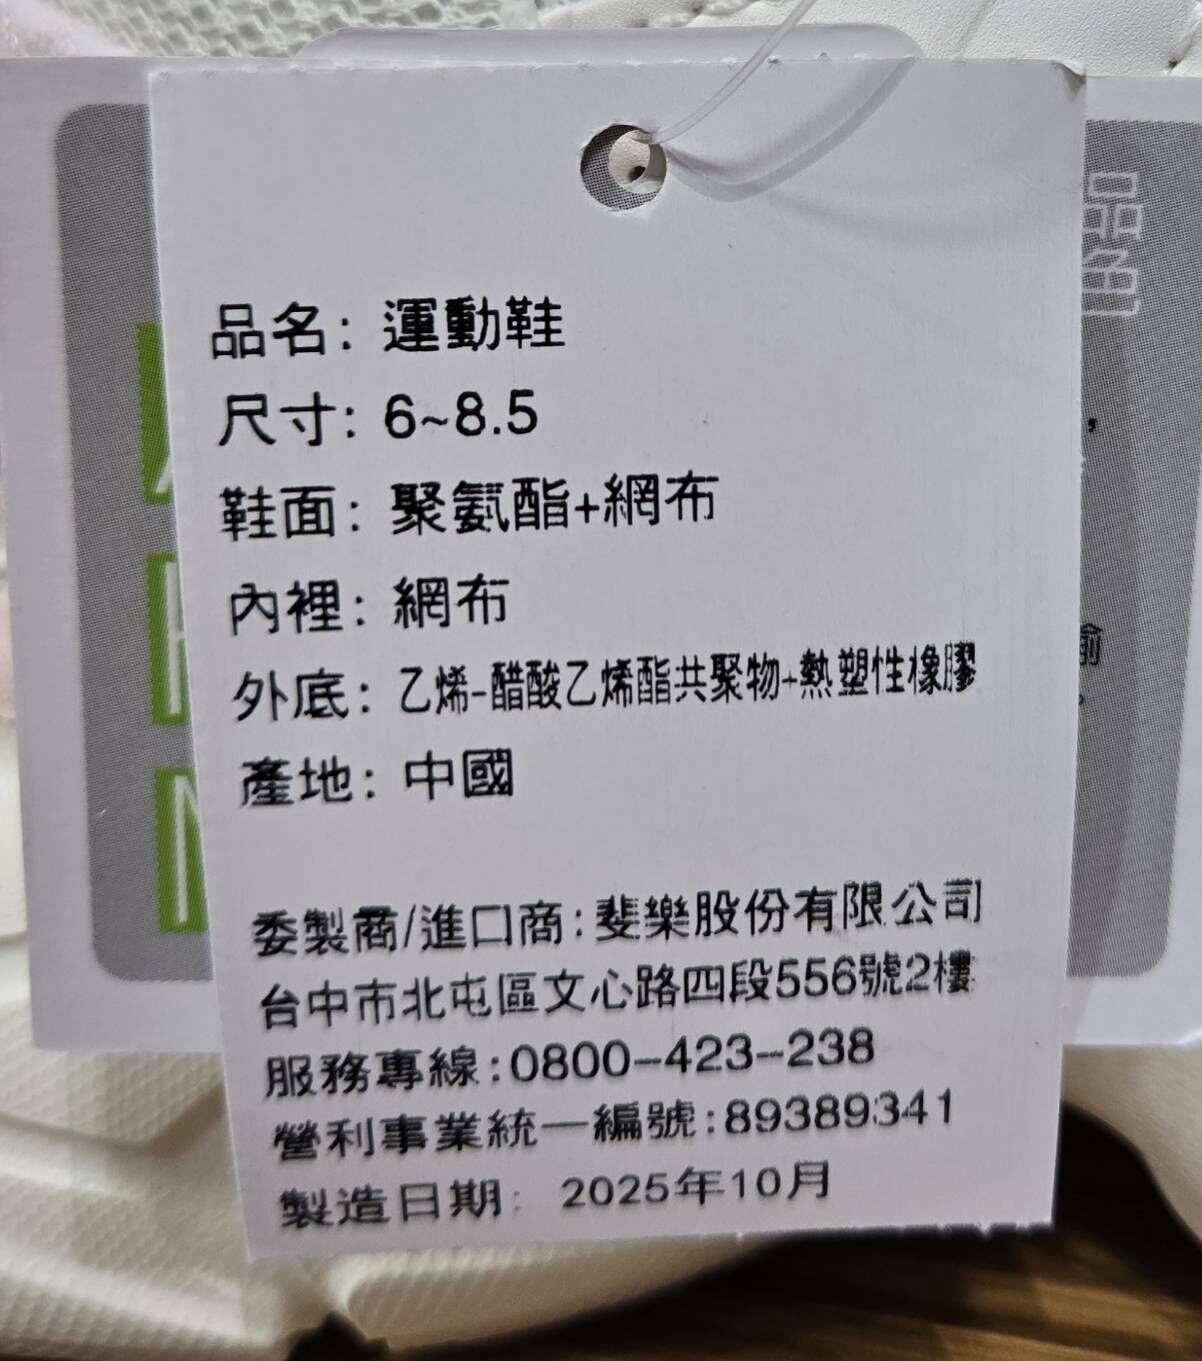 品名: 運動鞋
尺寸: 6~8.5
鞋面: 聚氨酯+網布
內裡: 網布
外底: 乙烯-醋酸乙烯酯共聚物+熱塑性橡膠
產地: 中國
委製商/進口商:斐樂股份有限公司
台中市北屯區文心路四段556號2樓
服務專線:0800-423-238
營利事業統一編號:89389341
製造日期: 2025年10月
品
色